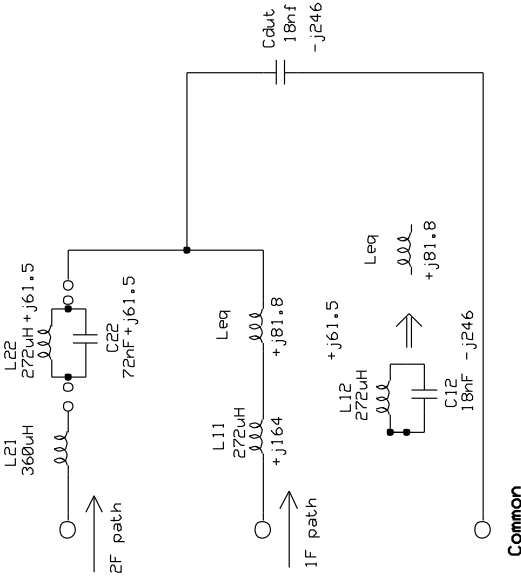 L21
360uH
L22
272uH
+j61.5
C22
72nF
+j61.5
2F path
L11
272uH
+j164
Leq
+j81.8
1F path
Cdut
18nf
-j246
L12
272uH
+j61.5
C12
18nF
-j246
Leq
+j81.8
Common